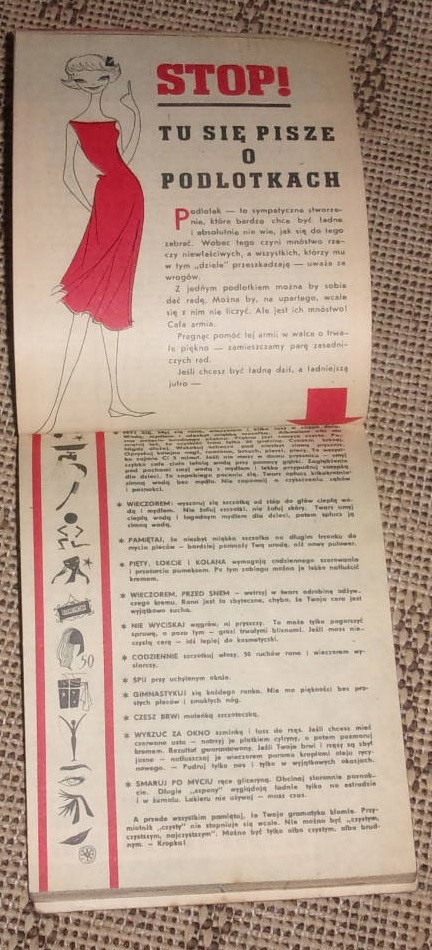 STOP!
TU SIĘ PISZE
O
PODLOTKACH
Podlotek — to sympatyczne stworze-
nie, które bardzo chce być ładne
i absolutnie nie wie, jak się do tego
zabrać. Wobec tego czyni mnóstwo rze-
czy niewłaściwych, a wszystkich, którzy mu
w tym „dziele" przeszkadzają — uważa za
wrogów.
Z jednym podlotkiem można by sobie
dać radę. Można by, na upartego, wcale
się z nim nie liczyć. Ale jest ich mnóstwo!
Cała armia.
Pragnąc pomóc tej armii w walce o trwa-
łe piękno — zamieszczamy parę zasadni-
czych rad.
Jeśli chcesz być ładną dziś, a ładniejszą
jutro —
* WIECZOREM: wyszoruj się szczotką od stóp do głów ciepłą wo-
dą i mydłem. Nie żałuj szczotki, nie żałuj skóry. Twarz umyj
ciepłą wodą i łagodnym mydłem dla dzieci, potem spłucz ją
zimną wodą.
* PAMIĘTAJ, że niezbyt miękka szczotka na długim trzonku do
mycia pleców — bardziej pomnoży Twą urodę, niż nowy pulower.
* PIĘTY, ŁOKCIE I KOLANA wymagają codziennego szorowania
i przetarcia pumeksem. Po tym zabiegu można je lekko natłuścić
kremem.
* WIECZOREM, PRZED SNEM — wetrzyj w twarz odrobinę odżyw-
czego kremu. Rano jest to zbyteczne, chyba, że Twoja cera jest
wyjątkowo sucha.
* NIE WYCISKAJ wągrów, ni pryszczy. To może tylko pogorszyć
sprawę, a poza tym — grozi trwałymi bliznami. Jeśli masz nie-
czystą cerę — idź lepiej do kosmetyczki.
* CODZIENNIE szczotkuj włosy. 50 ruchów rano i wieczorem wy-
starczy.
50
* ŚPIJ przy uchylonym oknie.
* GIMNASTYKUJ się każdego ranka. Nie ma piękności bez pro-
stych pleców i smukłych nóg.
* CZESZ BRWI maleńką szczoteczką.
* WYRZUĆ ZA OKNO szminkę i tusz do rzęs. Jeśli chcesz mieć
czerwone usta — natrzyj je płatkiem cytryny, a potem posmaruj
kremem. Rezultat gwarantowany. Jeśli Twoje brwi i rzęsy są zbyt
jasne — natłuszczaj je wieczorem paroma kroplami oleju rycy-
nowego. — Pudruj tylko nos i tylko w wyjątkowych okazjach.
* SMARUJ PO MYCIU ręce gliceryną. Obcinaj starannie paznok-
cie. Długie „szpony" wyglądają ładnie tylko na estradzie
i w żurnalu. Lakieru nie używaj — masz czas.
A przede wszystkim pamiętaj, że Twoja gramatyka kłamie. Przy-
miotnik „czysty" nie stopniuje się wcale. Nie można być „czystym,
czystszym, najczystszym". Można być tylko albo czystym, albo brud-
nym. — Kropka!